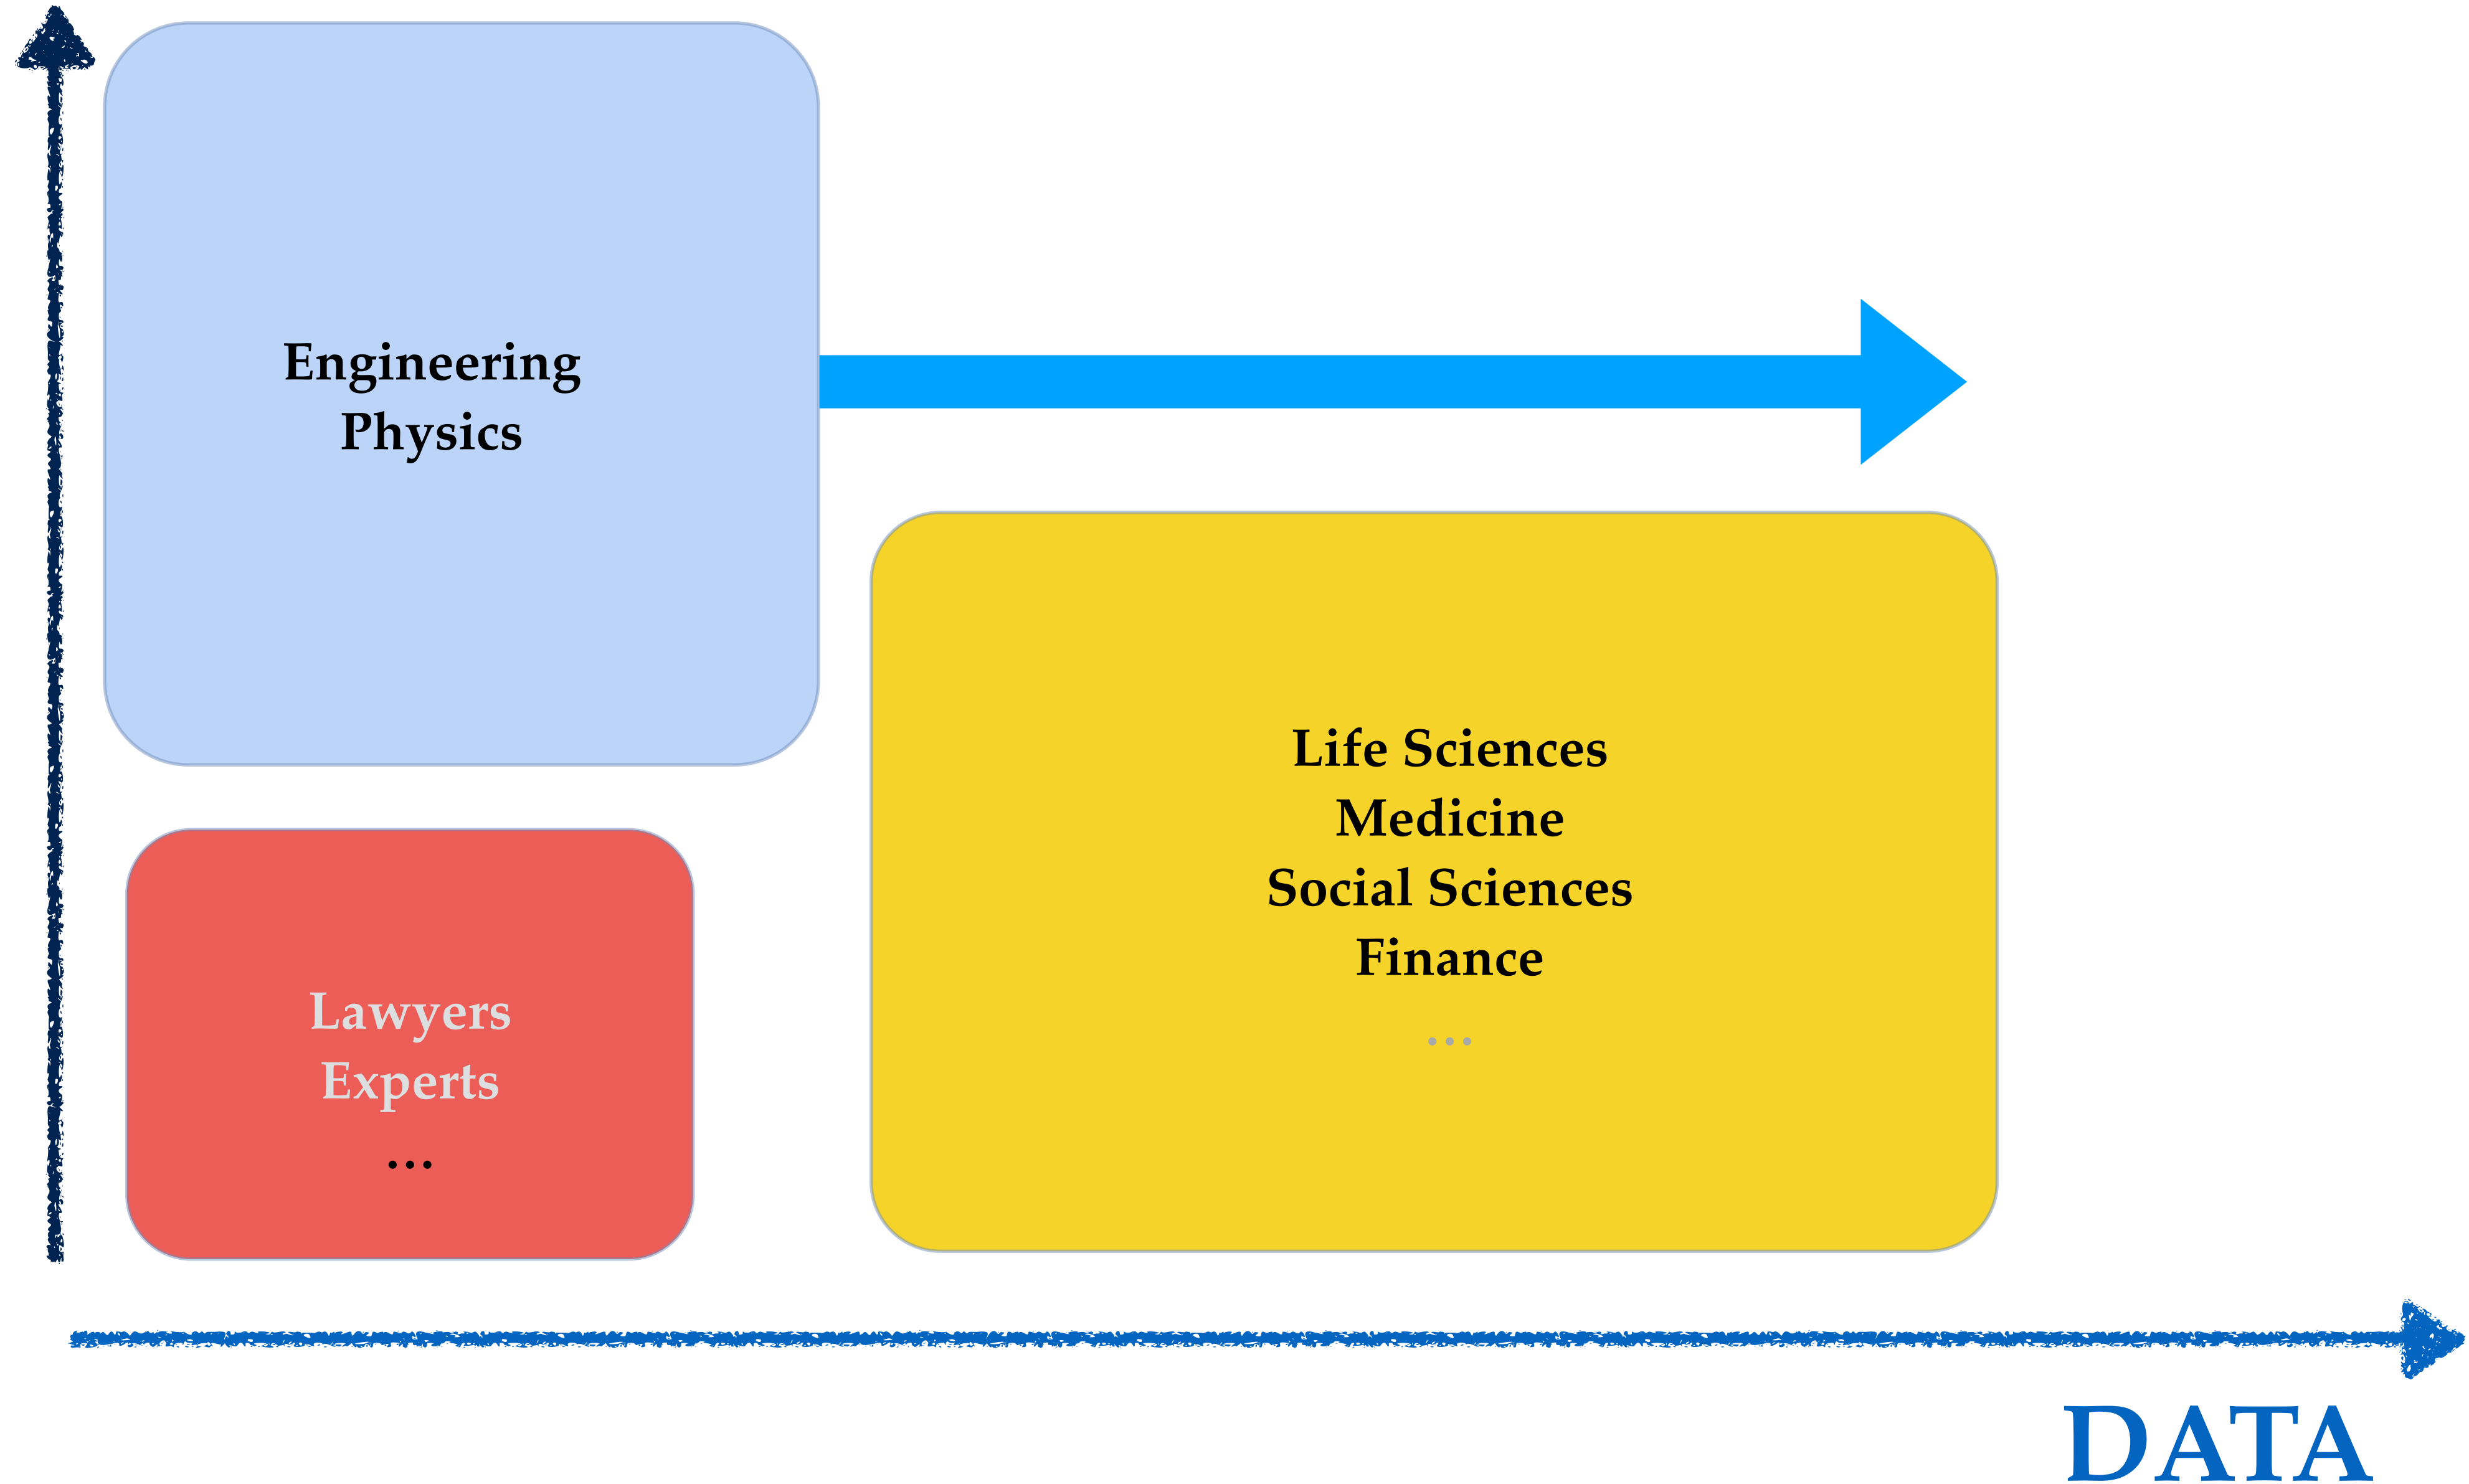 Engineering
Physics
Life Sciences
Medicine
Social Sciences
Finance
...
Lawyers
Experts
...
DATA